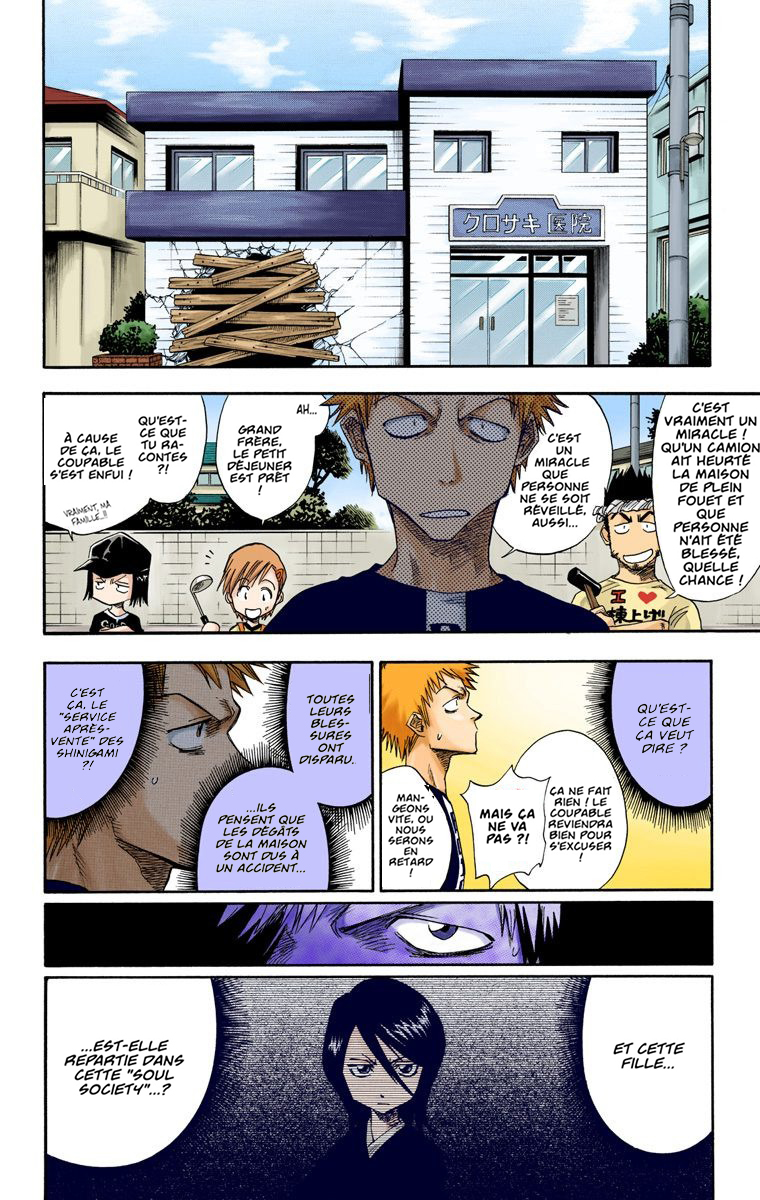 クロサキ医院
C'EST
VRAIMENT UN
MIRACLE !
QU'UN CAMION
AIT HEURTÉ
LA MAISON
DE PLEIN
FOUET ET
QUE
PERSONNE
N'AIT ÉTÉ
BLESSÉ,
QUELLE
CHANCE !
C'EST
UN
MIRACLE
QUE
PERSONNE
NE SE SOIT
RÉVEILLÉ,
AUSSI...
AH...
GRAND
FRÈRE,
LE PETIT
DÉJEUNER
EST PRÊT
!
QU'EST-
CE QUE
TU RA-
CONTES
?!
À CAUSE
DE ÇA, LE
COUPABLE
S'EST ENFUI !
VRAIMENT, MA
FAMILLE...!!
エ ❤
棟上げ!
QU'EST-
CE QUE
ÇA VEUT
DIRE ?
ÇA NE FAIT
RIEN ! LE
COUPABLE
REVIENDRA
BIEN POUR
S'EXCUSER
!
MAIS ÇA
NE VA
PAS ?!
MAN-
GEONS
VITE, OU
NOUS
SERONS
EN
RETARD
!
TOUTES
LEURS
BLES-
SURES
ONT
DISPARU.
...ILS
PENSENT QUE
LES DÉGÂTS
DE LA MAISON
SONT DUS À
UN ACCIDENT...
C'EST
ÇA, LE
"SERVICE
APRÈS-
VENTE" DES
SHINIGAMI
?!
ET CETTE
FILLE...
...EST-ELLE
REPARTIE DANS
CETTE "SOUL
SOCIETY"...?